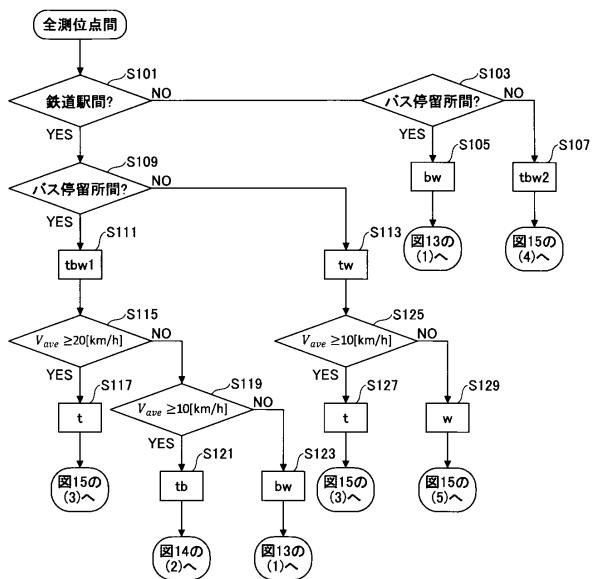 全測位点間
S101
鉄道駅間?
NO
YES
S103
バス停留所間?
NO
YES
S105
bw
S107
tbw2
図13の
(1)へ
図15の
(4)へ
S109
バス停留所間?
NO
YES
S111
tbw1
S113
tw
S115
Vave ≥20[km/h]
NO
YES
S125
Vave ≥10[km/h]
NO
YES
S117
t
S119
Vave ≥10[km/h]
NO
YES
S127
t
S129
w
図15の
(3)へ
S121
tb
S123
bw
図15の
(3)へ
図15の
(5)へ
図14の
(2)へ
図13の
(1)へ